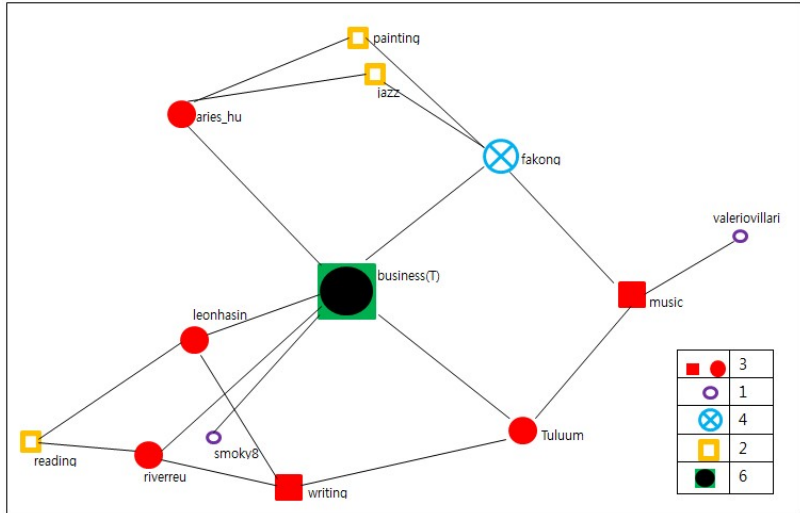 painting
jazz
aries_hu
fakong
valeriovillari
business(T)
music
leonhasin
Tuluum
smoky8
reading
riverreu
writing
3
1
4
2
6